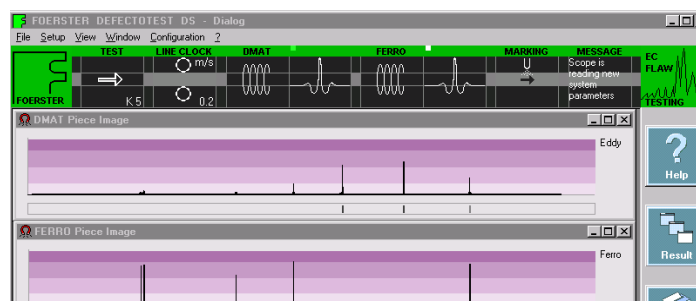 FOERSTER DEFECTOTEST DS - Dialog
File Setup View Window Configuration ?
TEST LINE CLOCK DMAT FERRO MARKING MESSAGE
m/s
Scope is
reading new
system
parameters
EC
FLAW
TESTING
FOERSTER
K 5
0.2
DMAT Piece Image
Eddy
Help
FERRO Piece Image
Ferro
Result